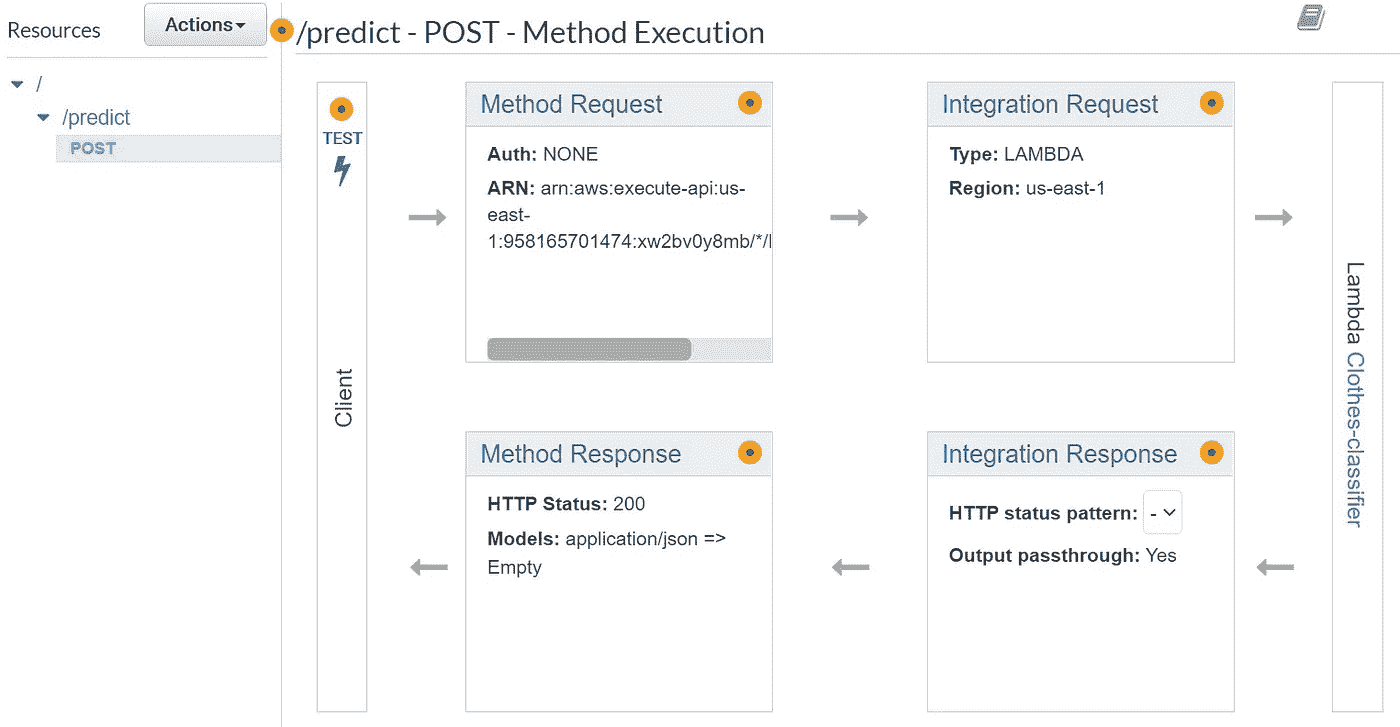 Resources
Actions
/predict - POST - Method Execution
/
/predict
POST
TEST
Client
Method Request
Auth: NONE
ARN: arn:aws:execute-api:us-
east-
1:958165701474:xw2bv0y8mb/*/
Integration Request
Type: LAMBDA
Region: us-east-1
Lambda Clothes-classifier
Method Response
HTTP Status: 200
Models: application/json =>
Empty
Integration Response
HTTP status pattern: -
Output passthrough: Yes